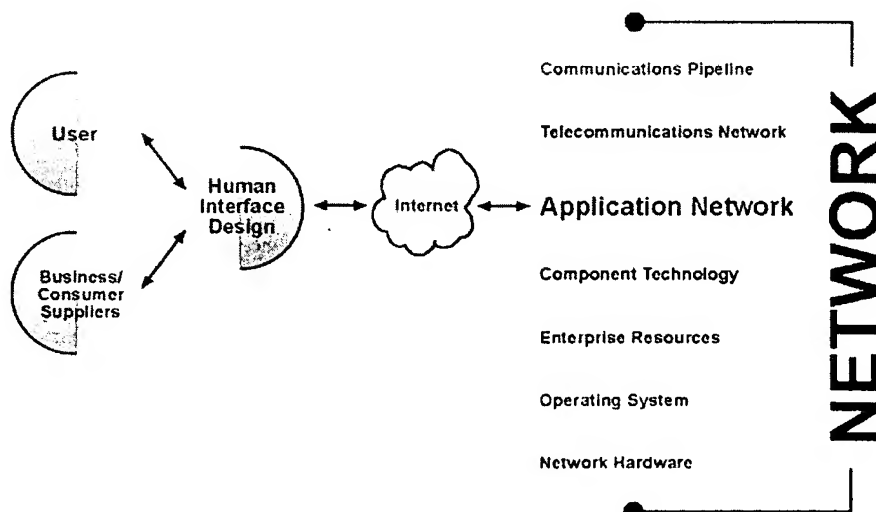 User
Business/
Consumer
Suppliers
Human
Interface
Design
Internet
Communications Pipeline
Telecommunications Network
Application Network
Component Technology
Enterprise Resources
Operating System
Network Hardware
NETWORK